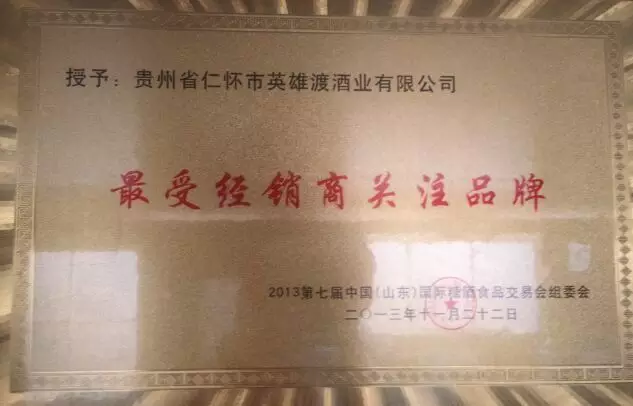 授予：贵州省仁怀市英雄渡酒业有限公司
最受经销商关注品牌
2013第七届中国(山东)国际糖酒食品交易会组委会
二〇一三年十一月二十二日